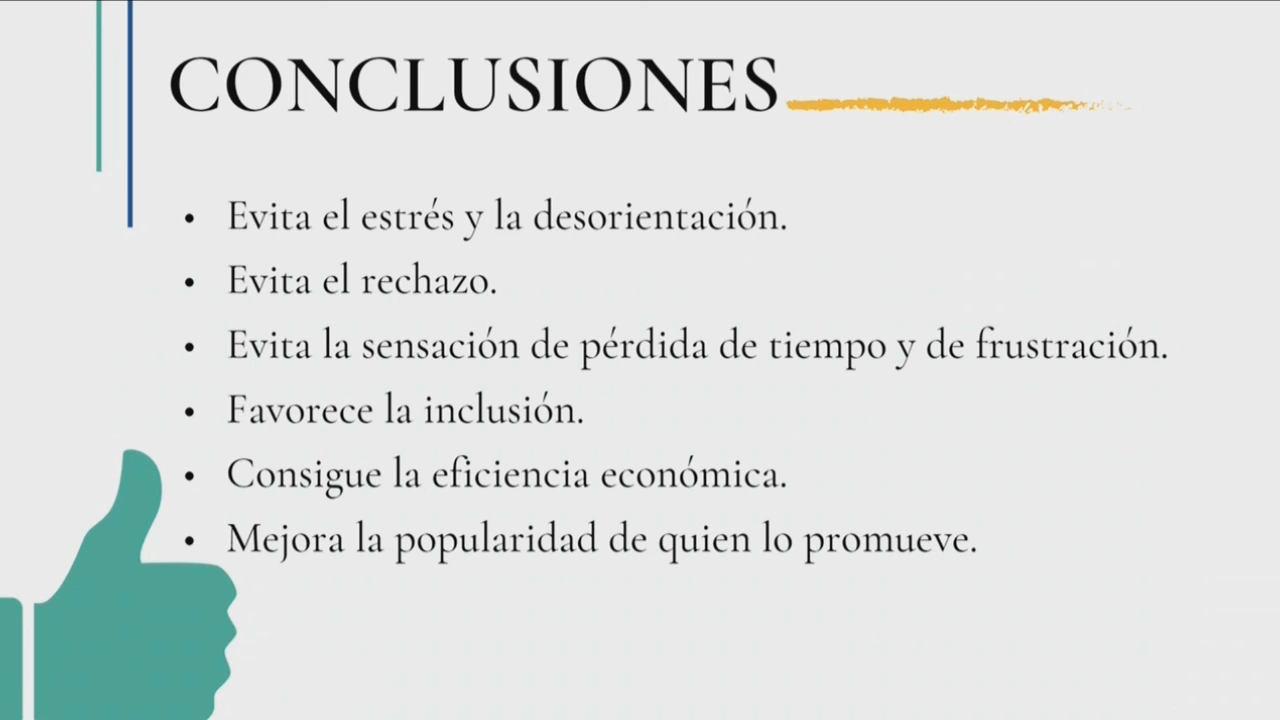 CONCLUSIONES
• Evita el estrés y la desorientación.
• Evita el rechazo.
• Evita la sensación de pérdida de tiempo y de frustración.
• Favorece la inclusión.
• Consigue la eficiencia económica.
• Mejora la popularidad de quien lo promueve.